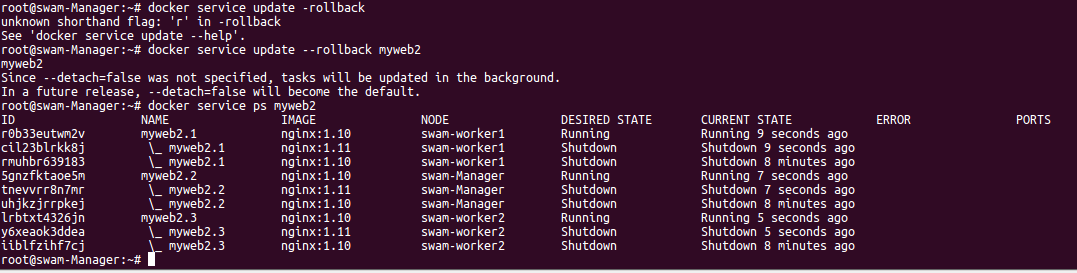 root@swam-Manager:~# docker service update -rollback
unknown shorthand flag: 'r' in -rollback
See 'docker service update --help'.
root@swam-Manager:~# docker service update --rollback myweb2
myweb2
Since --detach=false was not specified, tasks will be updated in the background.
In a future release, --detach=false will become the default.
root@swam-Manager:~# docker service ps myweb2
ID NAME IMAGE NODE DESIRED STATE CURRENT STATE ERROR PORTS
r0b33eutwm2v myweb2.1 nginx:1.10 swam-worker1 Running Running 9 seconds ago
cil23blrkk8j \_ myweb2.1 nginx:1.11 swam-worker1 Shutdown Shutdown 9 seconds ago
rmuhbr639183 \_ myweb2.1 nginx:1.10 swam-worker1 Shutdown Shutdown 8 minutes ago
5gnzfktaoe5m myweb2.2 nginx:1.10 swam-Manager Running Running 7 seconds ago
tnevvrr8n7mr \_ myweb2.2 nginx:1.11 swam-Manager Shutdown Shutdown 7 seconds ago
uhjkzjrrpkej \_ myweb2.2 nginx:1.10 swam-Manager Shutdown Shutdown 8 minutes ago
lrbtxt4326jn myweb2.3 nginx:1.10 swam-worker2 Running Running 5 seconds ago
y6xeaok3ddea \_ myweb2.3 nginx:1.11 swam-worker2 Shutdown Shutdown 5 seconds ago
iiblfzihf7cj \_ myweb2.3 nginx:1.10 swam-worker2 Shutdown Shutdown 8 minutes ago
root@swam-Manager:~#